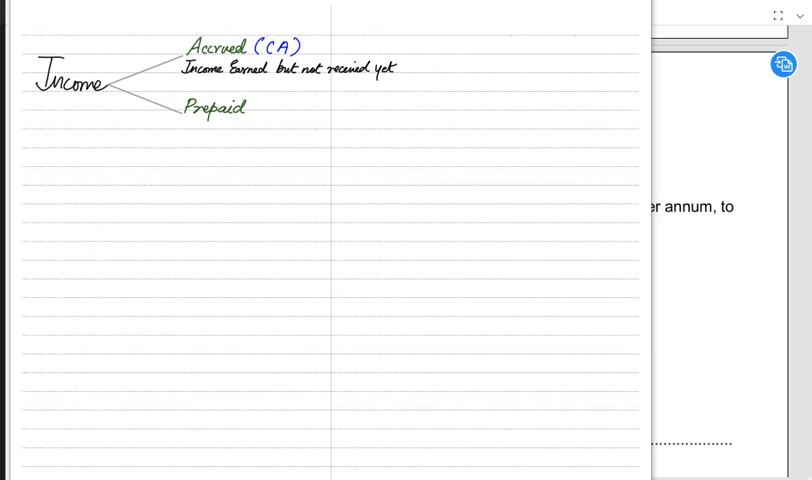 Accrued (CA)
Income Earned but not received yet
Income
Prepaid
er annum, to